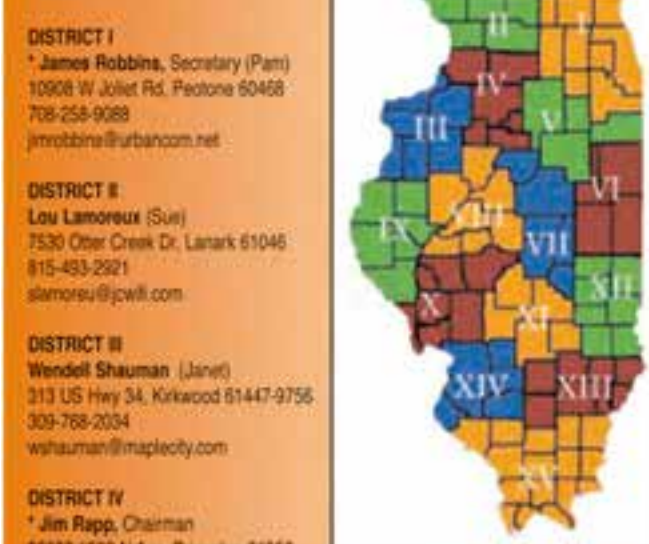 DISTRICT I
* James Robbins, Secretary (Pam)
10908 W Joliet Rd, Peotone 60468
708-258-9088
jimrobbins@urbancom.net
DISTRICT II
Lou Lamoreux (Sue)
7530 Otter Creek Dr, Lanark 61046
815-493-2921
slamoreu@jcwifi.com
DISTRICT III
Wendell Shauman (Janet)
313 US Hwy 34, Kirkwood 61447-9756
309-768-2034
wshauman@maplecity.com
DISTRICT IV
* Jim Rapp, Chairman
II
I
IV
III
V
VI
VIII
IX
VII
XII
X
XI
XIV
XIII
XV